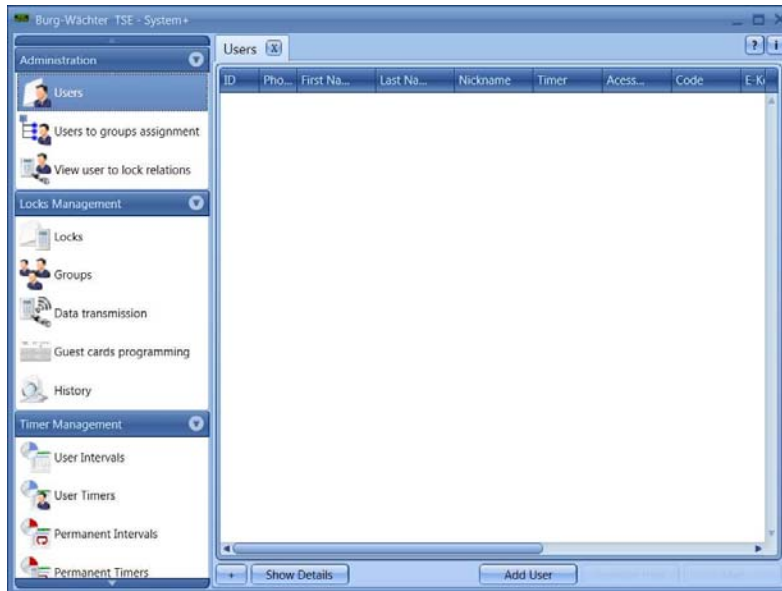 Burg-Wächter TSE - System+
Administration
Users
Users to groups assignment
View user to lock relations
Locks Management
Locks
Groups
Data transmission
Guest cards programming
History
Timer Management
User Intervals
User Timers
Permanent Intervals
Permanent Timers
Users X
? i
ID Pho... First Na... Last Na... Nickname Timer Acess... Code E-K
+ Show Details Add User